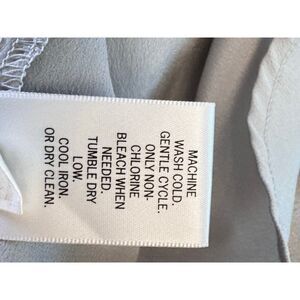 MACHINE
WASH COLD.
GENTLE CYCLE.
ONLY NON-
CHLORINE
BLEACH WHEN
NEEDED.
TUMBLE DRY
LOW.
COOL IRON.
OR DRY CLEAN.